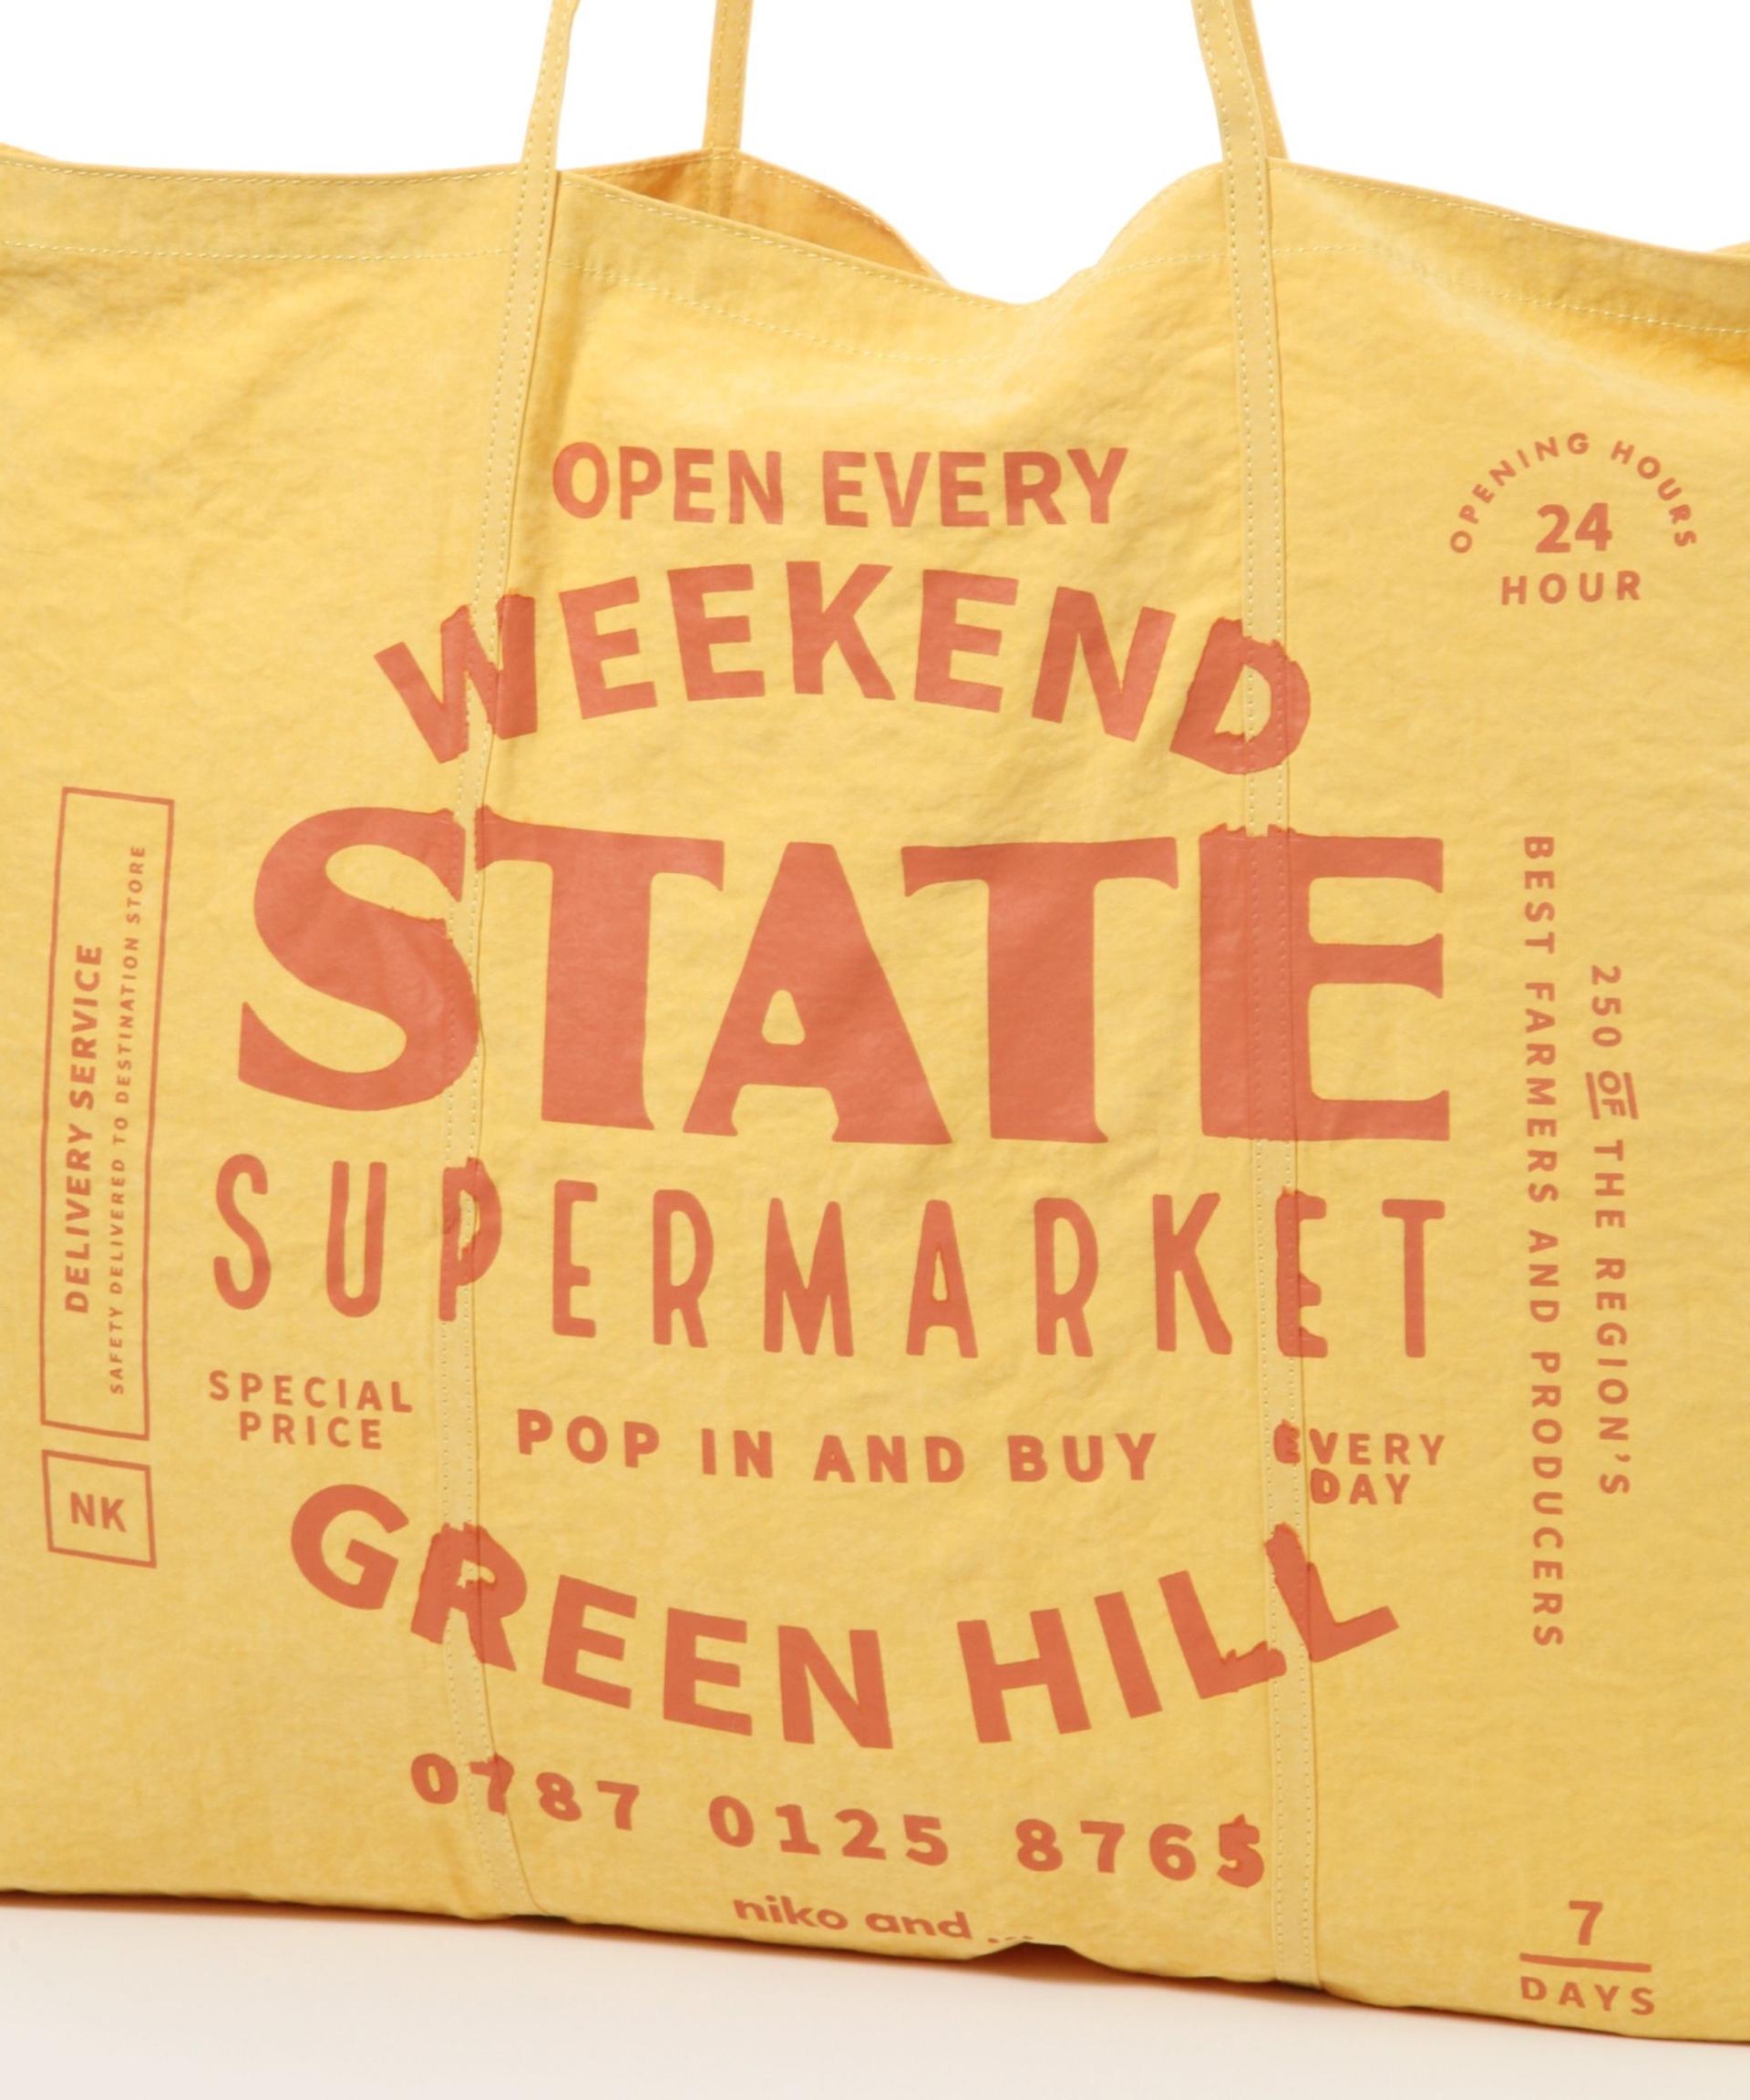 OPEN EVERY
WEEKEND
STATE
SUPERMARKET
SPECIAL
PRICE
POP IN AND BUY
EVERY
DAY
GREEN HILL
0787 0125 8765
niko and ...
OPENING HOURS
24
HOUR
250 OF THE REGION'S
BEST FARMERS AND PRODUCERS
7
DAYS
DELIVERY SERVICE
SAFETY DELIVERED TO DESTINATION STORE
NK